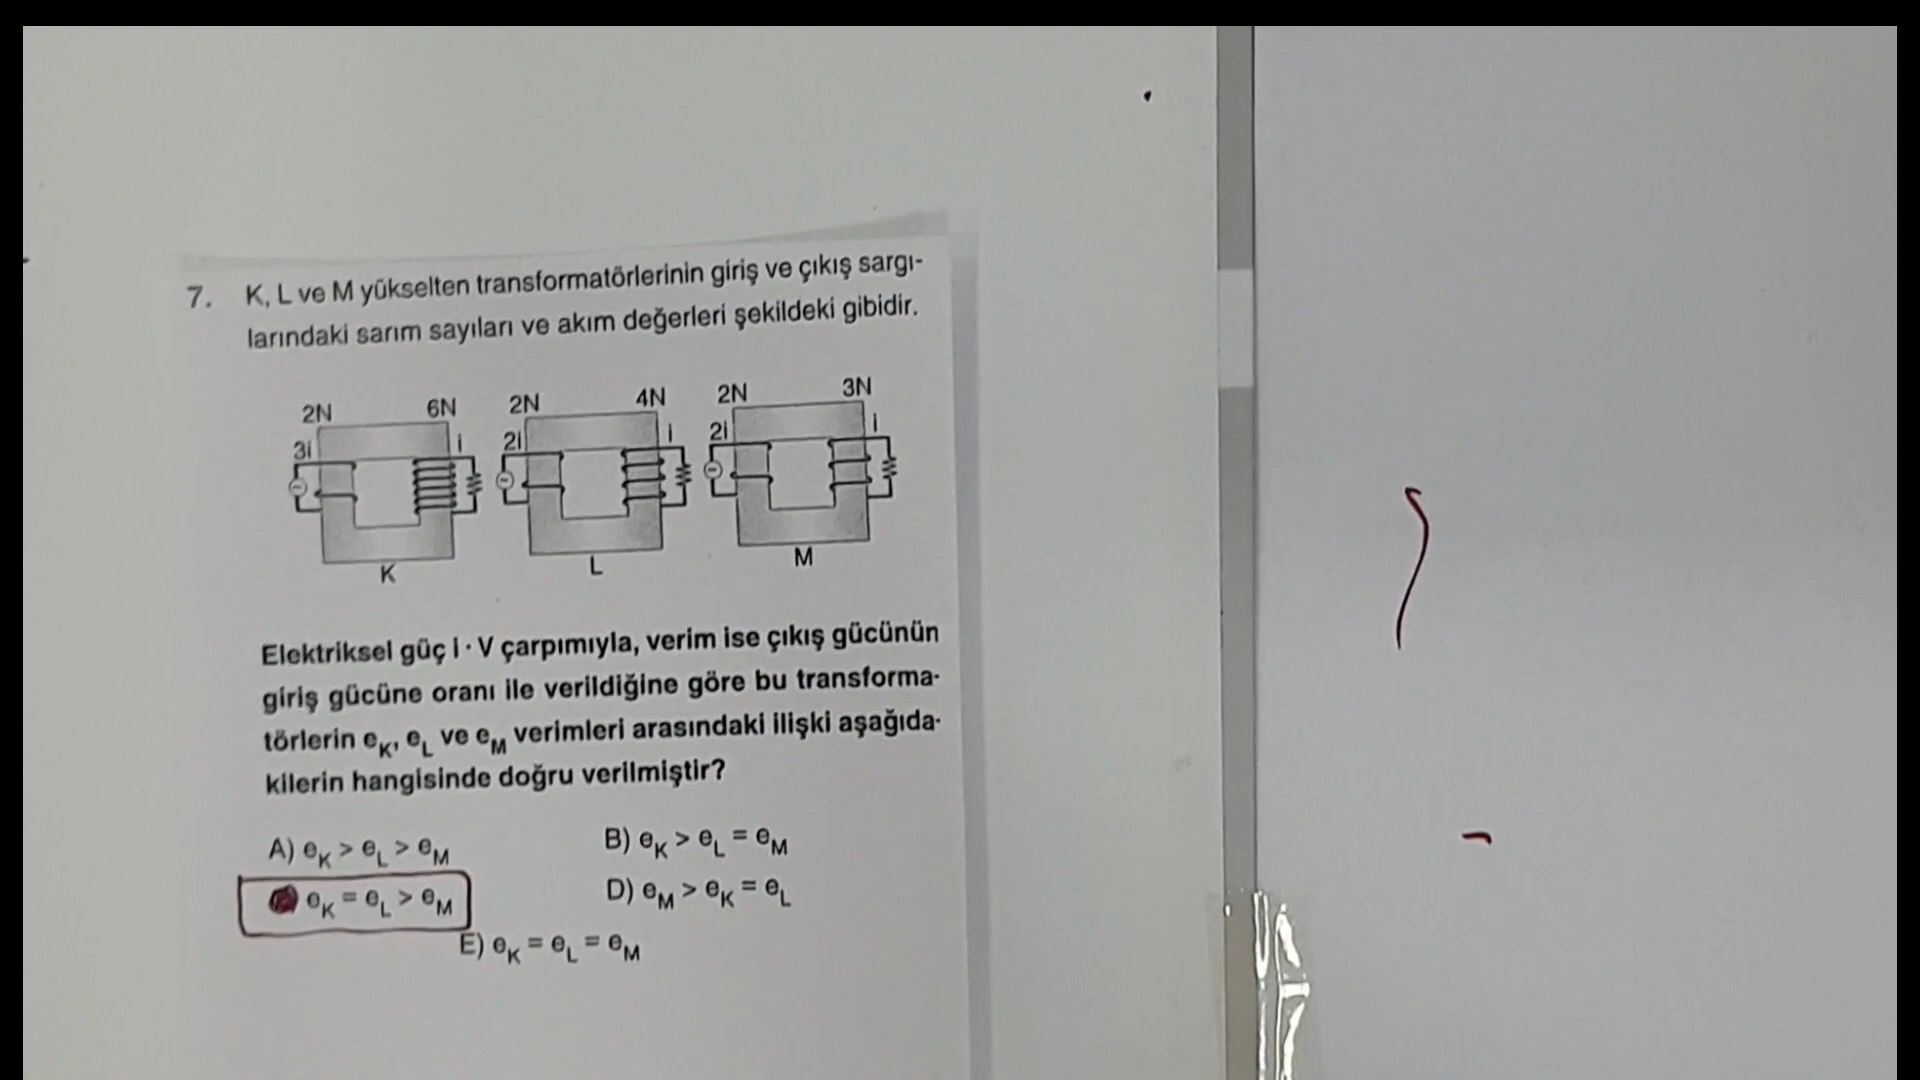 7. K, L ve M yükselten transformatörlerinin giriş ve çıkış sargı-
larındaki sarım sayıları ve akım değerleri şekildeki gibidir.
2N 6N 2N 4N 2N 3N
3i i 2i i 2i i
K L M
Elektriksel güç i · V çarpımıyla, verim ise çıkış gücünün
giriş gücüne oranı ile verildiğine göre bu transforma-
törlerin eK, eL ve eM verimleri arasındaki ilişki aşağıda-
kilerin hangisinde doğru verilmiştir?
A) eK > eL > eM B) eK > eL = eM
eK = eL > eM D) eM > eK = eL
E) eK = eL = eM